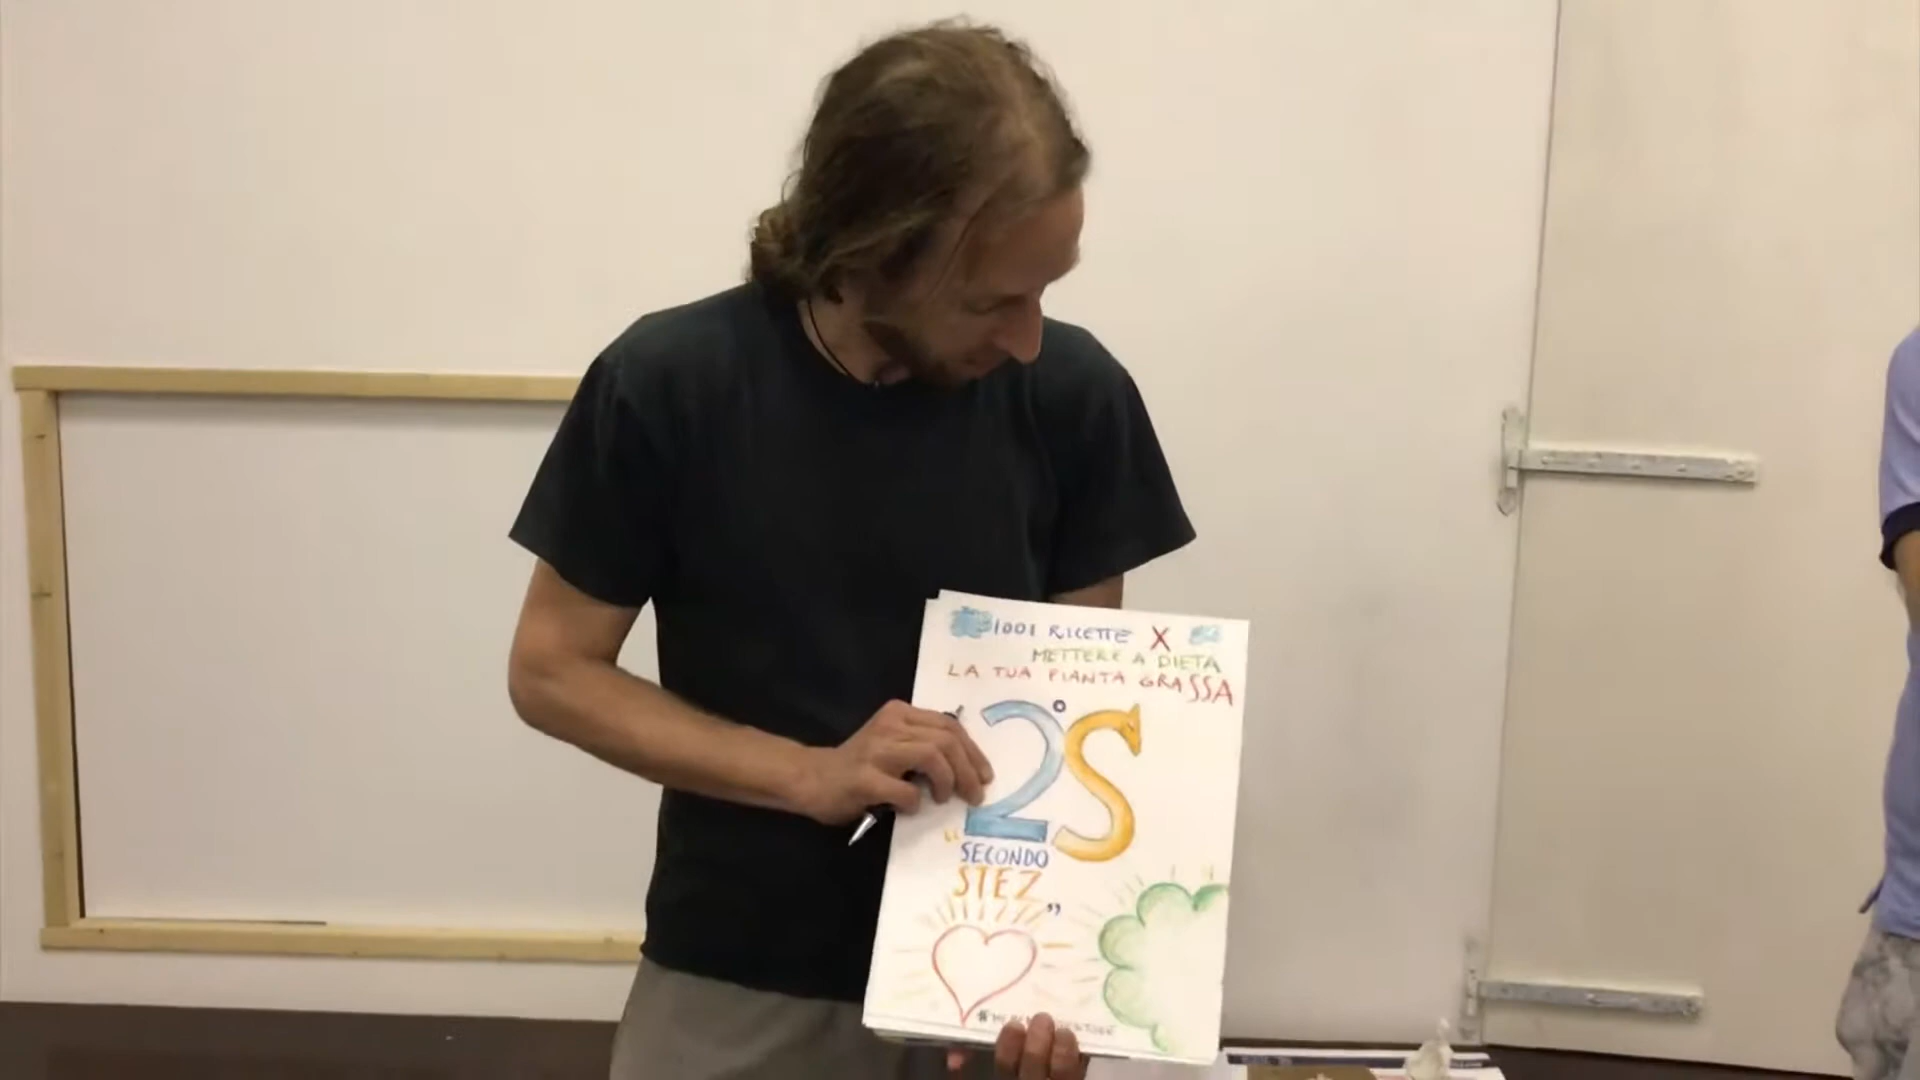 1001 RICETTE X
METTERE A DIETA
LA TUA PIANTA GRASSA
2°S
"SECONDO
STEZ"